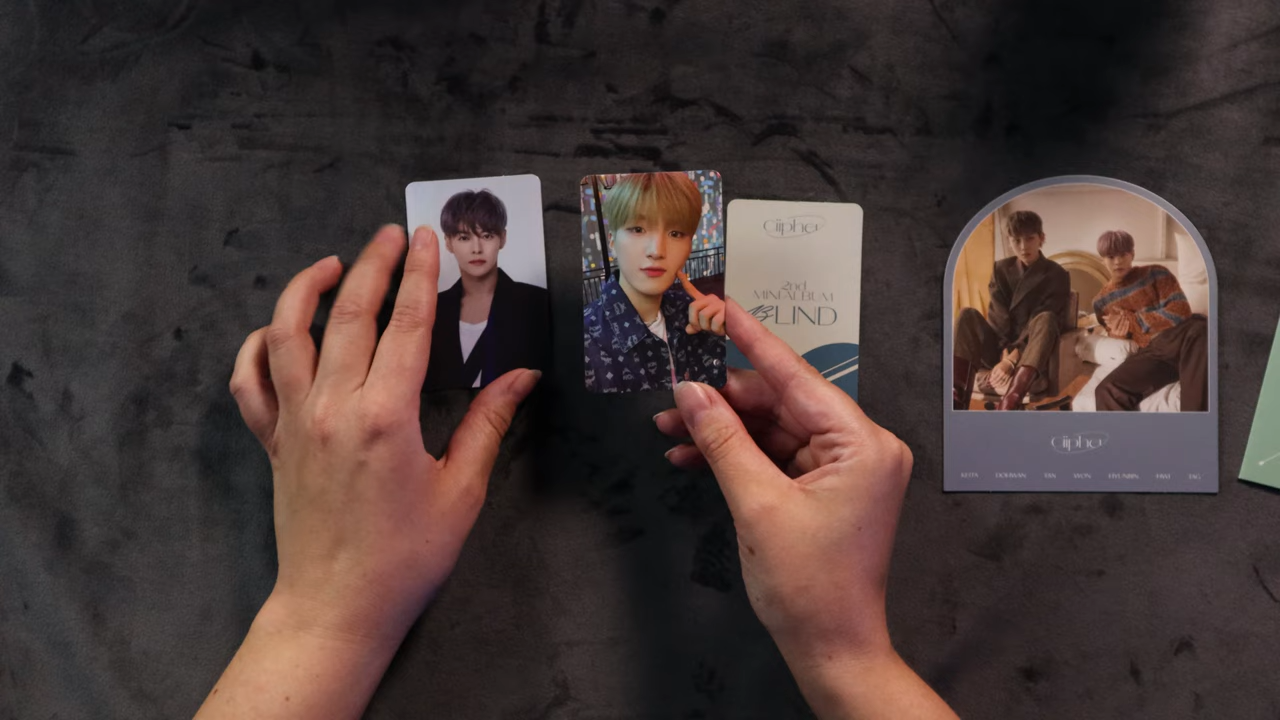 Ciipher
2nd
MINI ALBUM
BLIND
Ciipher
KEITA DOHWAN TAN WON HYUNBIN HWI TAG